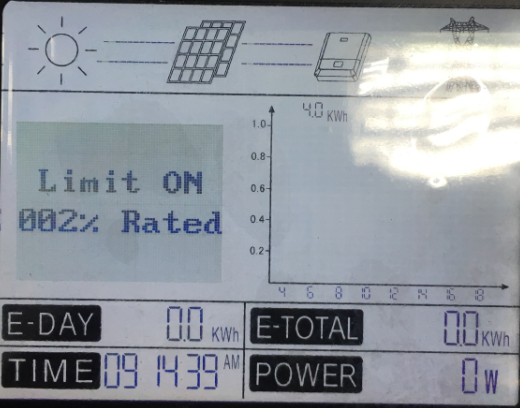 4.0 KWh
1.0
0.8
0.6
0.4
0.2
4 6 8 10 12 14 16 18
Limit ON
002% Rated
E-DAY 0.0 KWh
E-TOTAL 0.0 KWh
TIME 09 14 39 AM
POWER 0 W